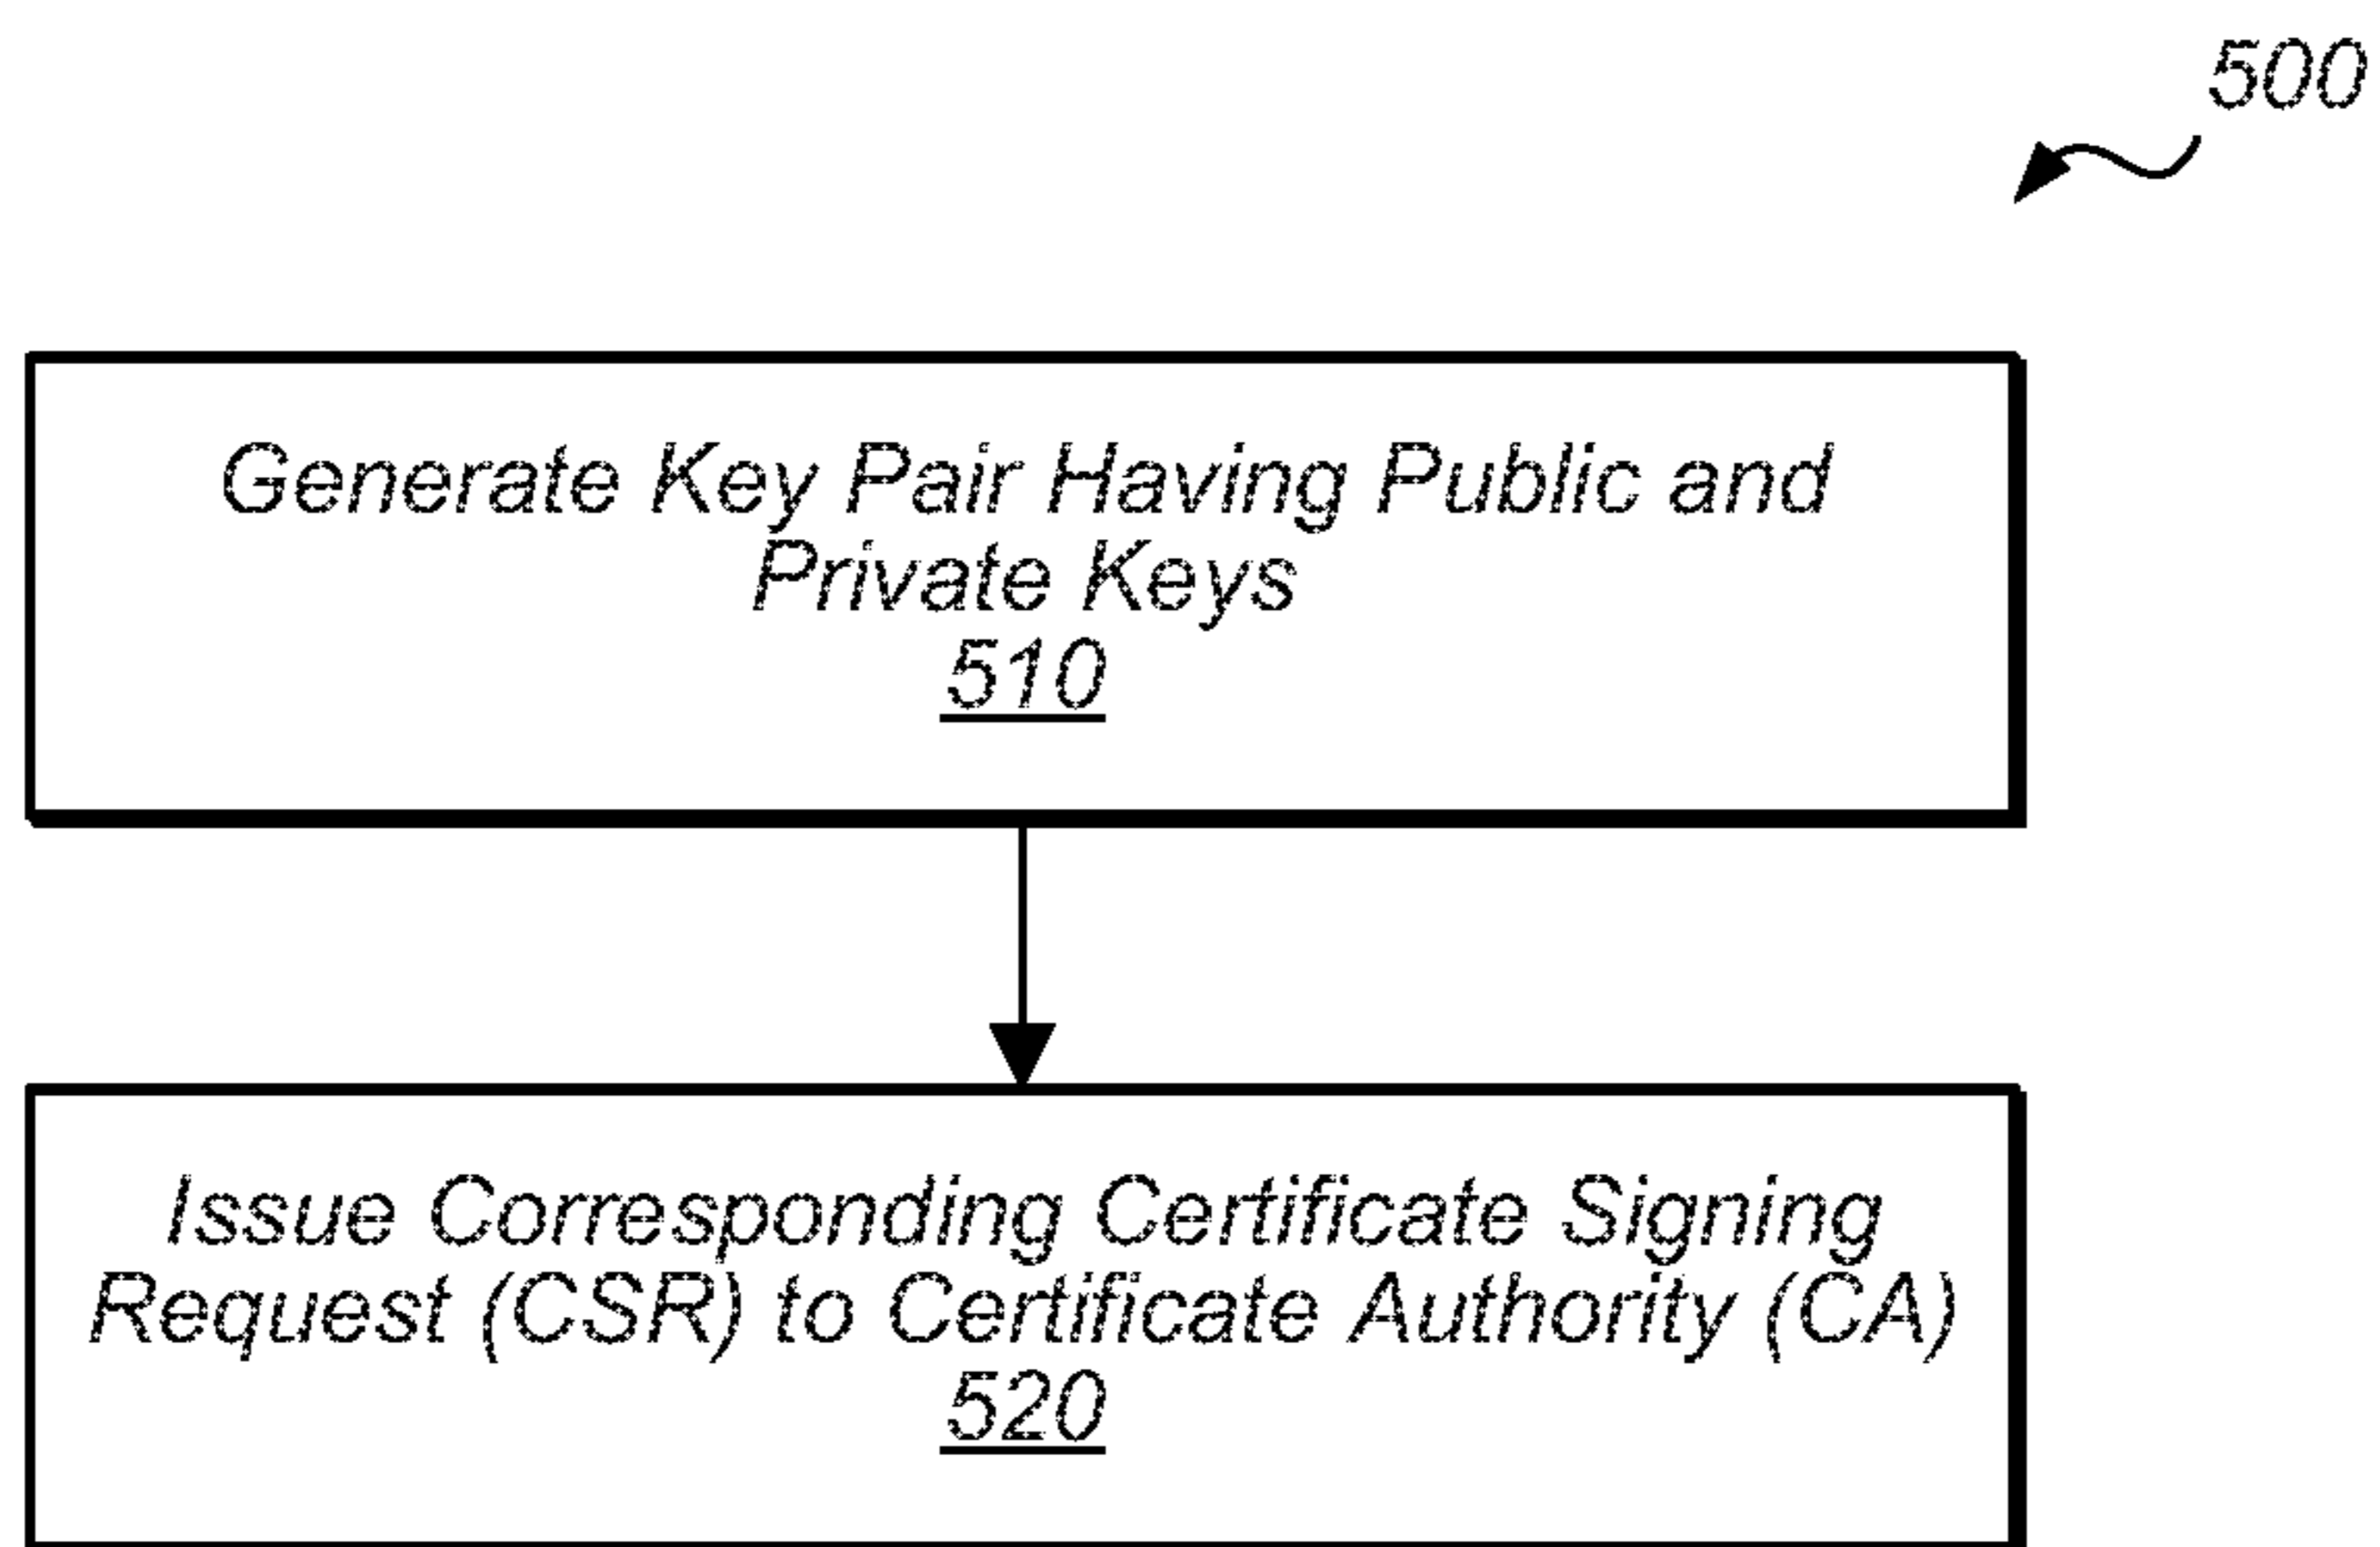 500
Generate Key Pair Having Public and
Private Keys
510
Issue Corresponding Certificate Signing
Request (CSR) to Certificate Authority (CA)
520